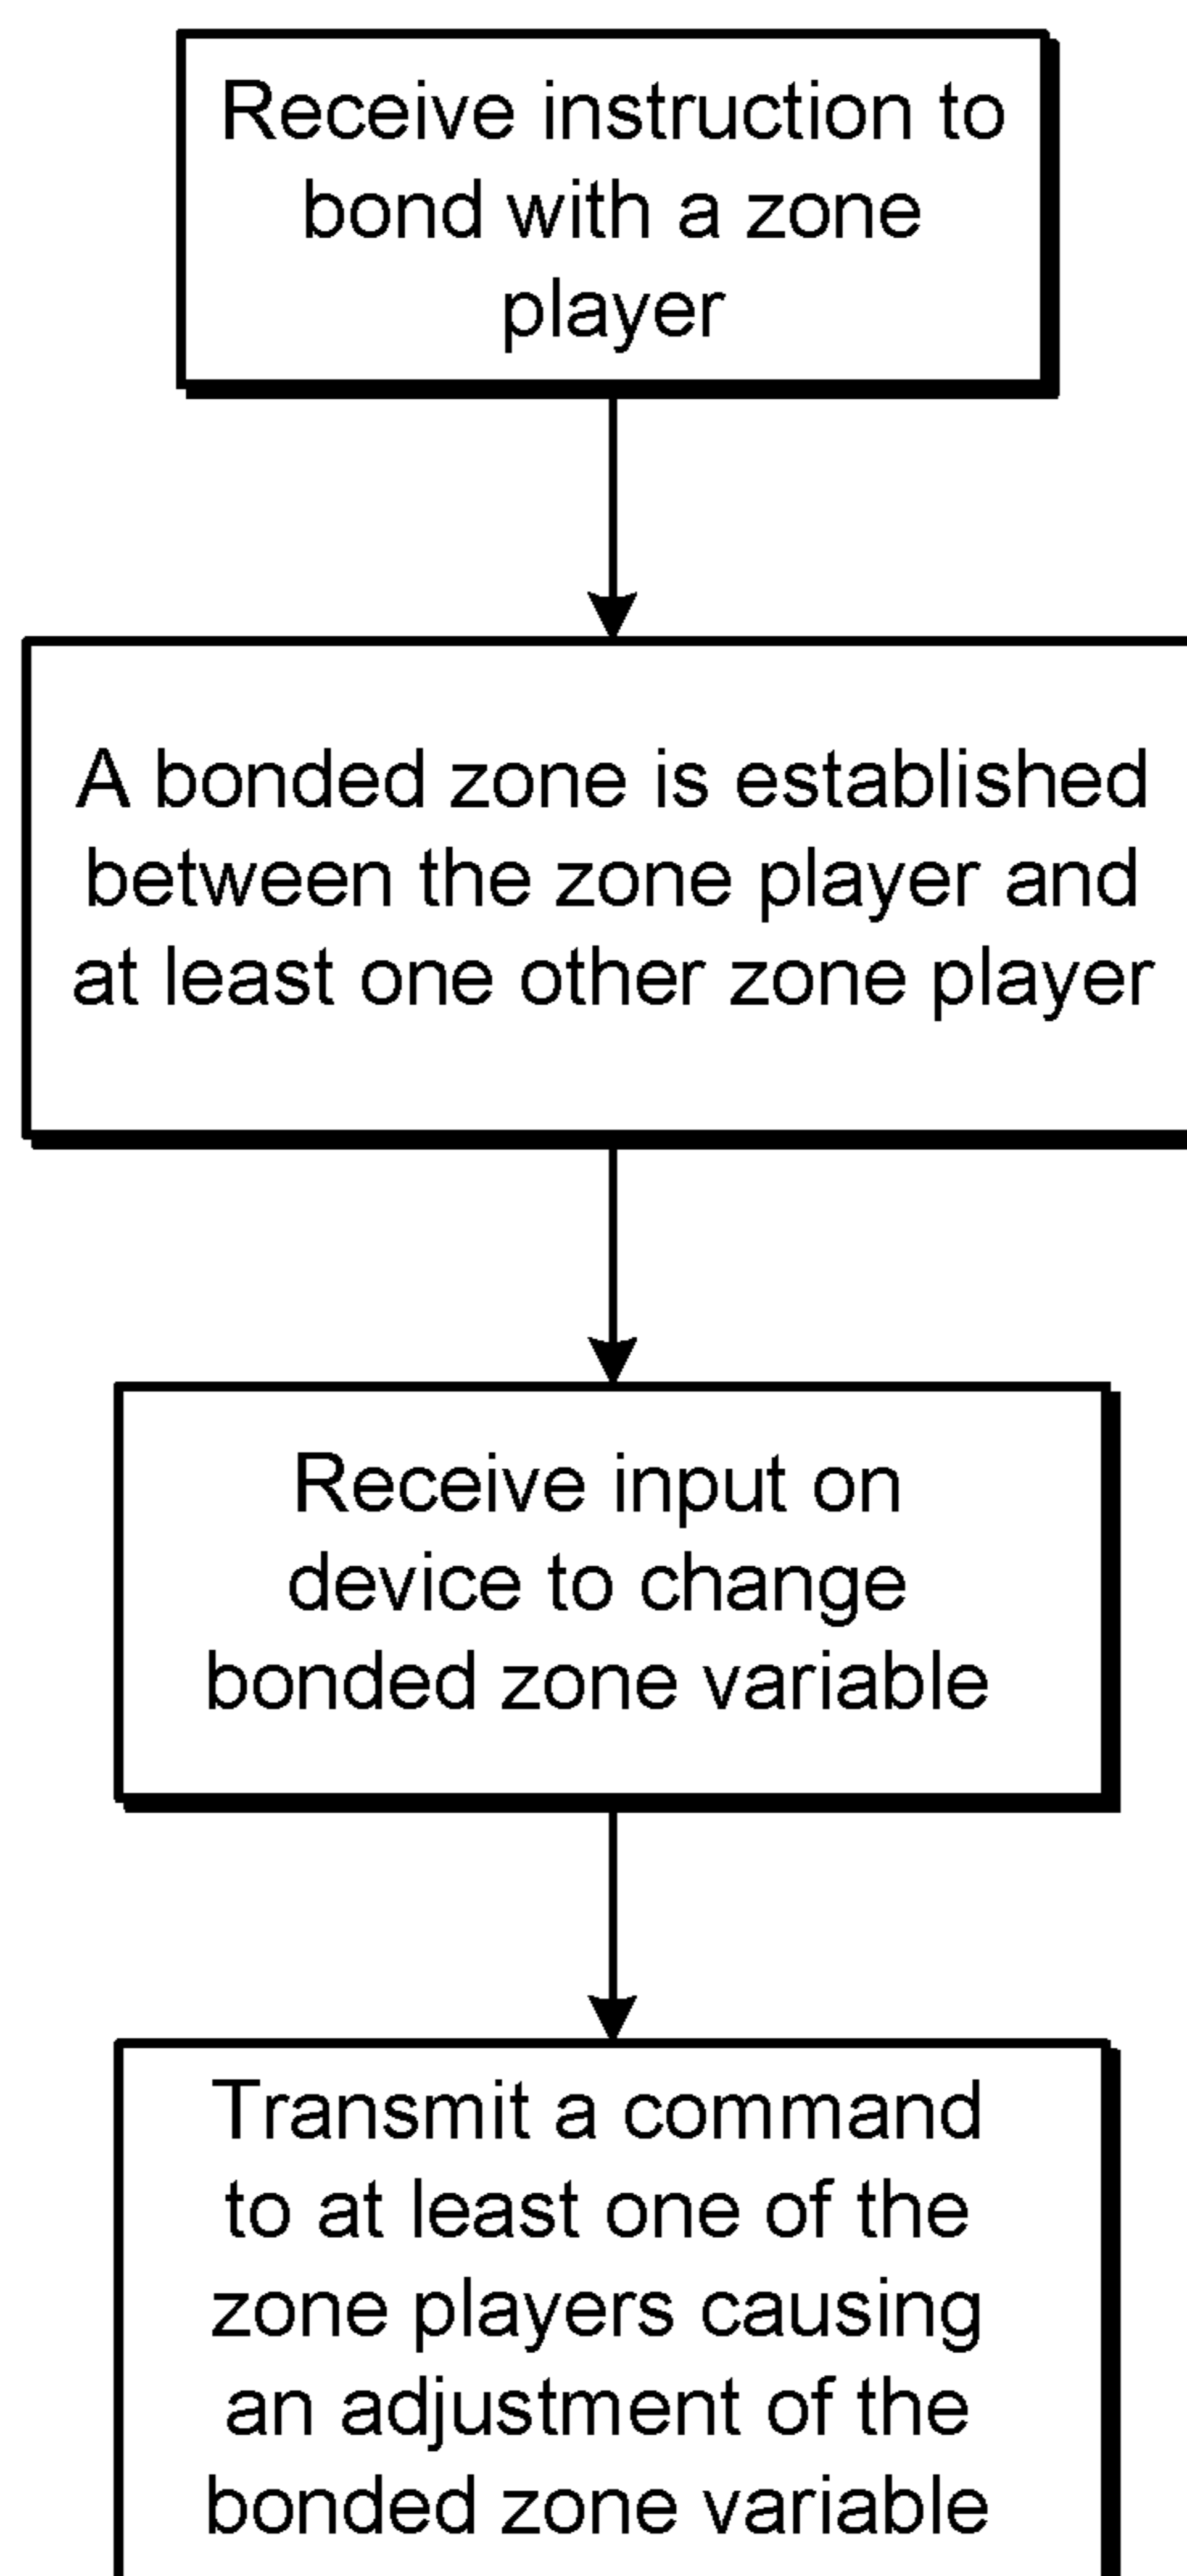 Receive instruction to
bond with a zone
player
A bonded zone is established
between the zone player and
at least one other zone player
Receive input on
device to change
bonded zone variable
Transmit a command
to at least one of the
zone players causing
an adjustment of the
bonded zone variable